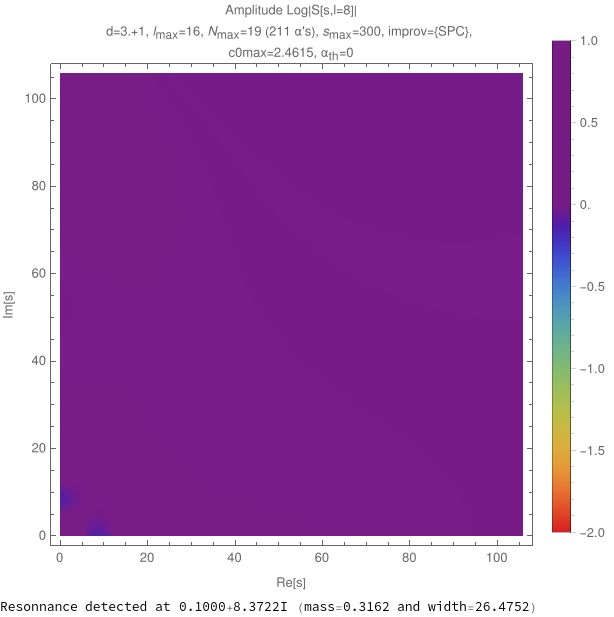 Amplitude Log|S[s,l=8]|
d=3.+1, lmax=16, Nmax=19 (211 α's), smax=300, improv={SPC},
c0max=2.4615, αth=0
1.0
0.5
0.
−0.5
−1.0
−1.5
−2.0
100
80
60
40
20
0
Im[s]
0 20 40 60 80 100
Re[s]
Resonnance detected at 0.1000+8.3722I (mass=0.3162 and width=26.4752)